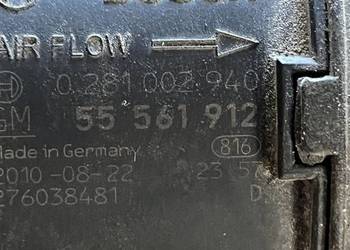 AIR FLOW
0 281 002 940
GM 55 561 912
Made in Germany 816
2010-08-22 23 5
276038481 D